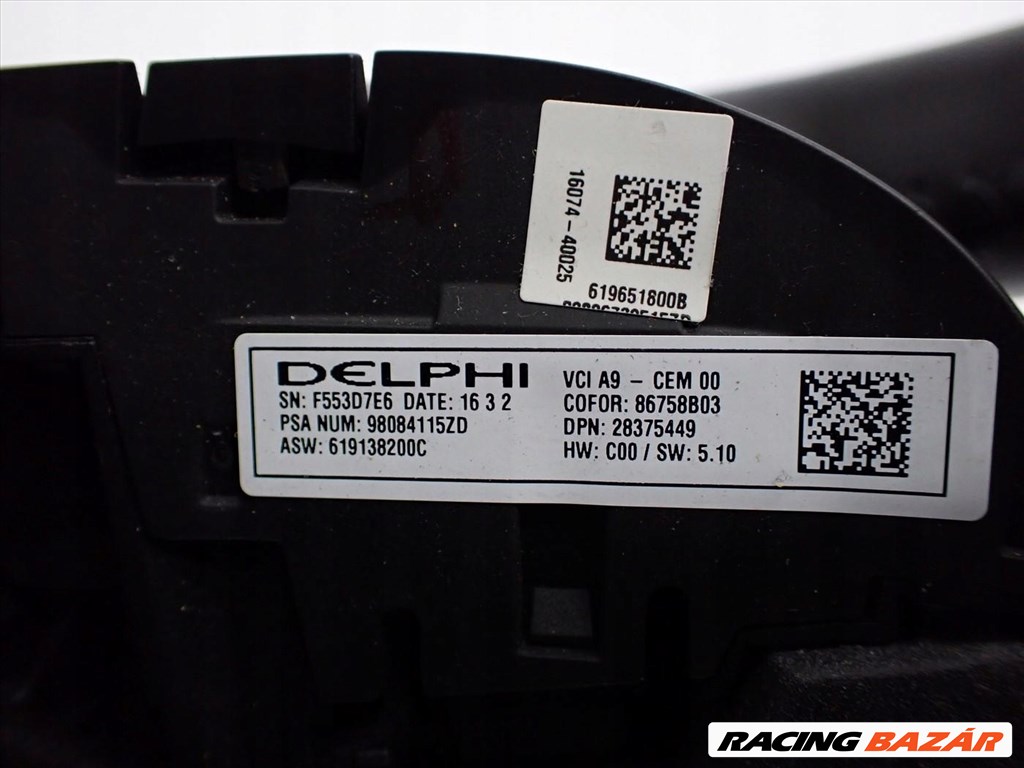 16074-40025
619651800B
DELPHI
SN: F553D7E6 DATE: 16 3 2
PSA NUM: 98084115ZD
ASW: 619138200C
VCI A9 - CEM 00
COFOR: 86758B03
DPN: 28375449
HW: C00 / SW: 5.10
RACING BAZÁR